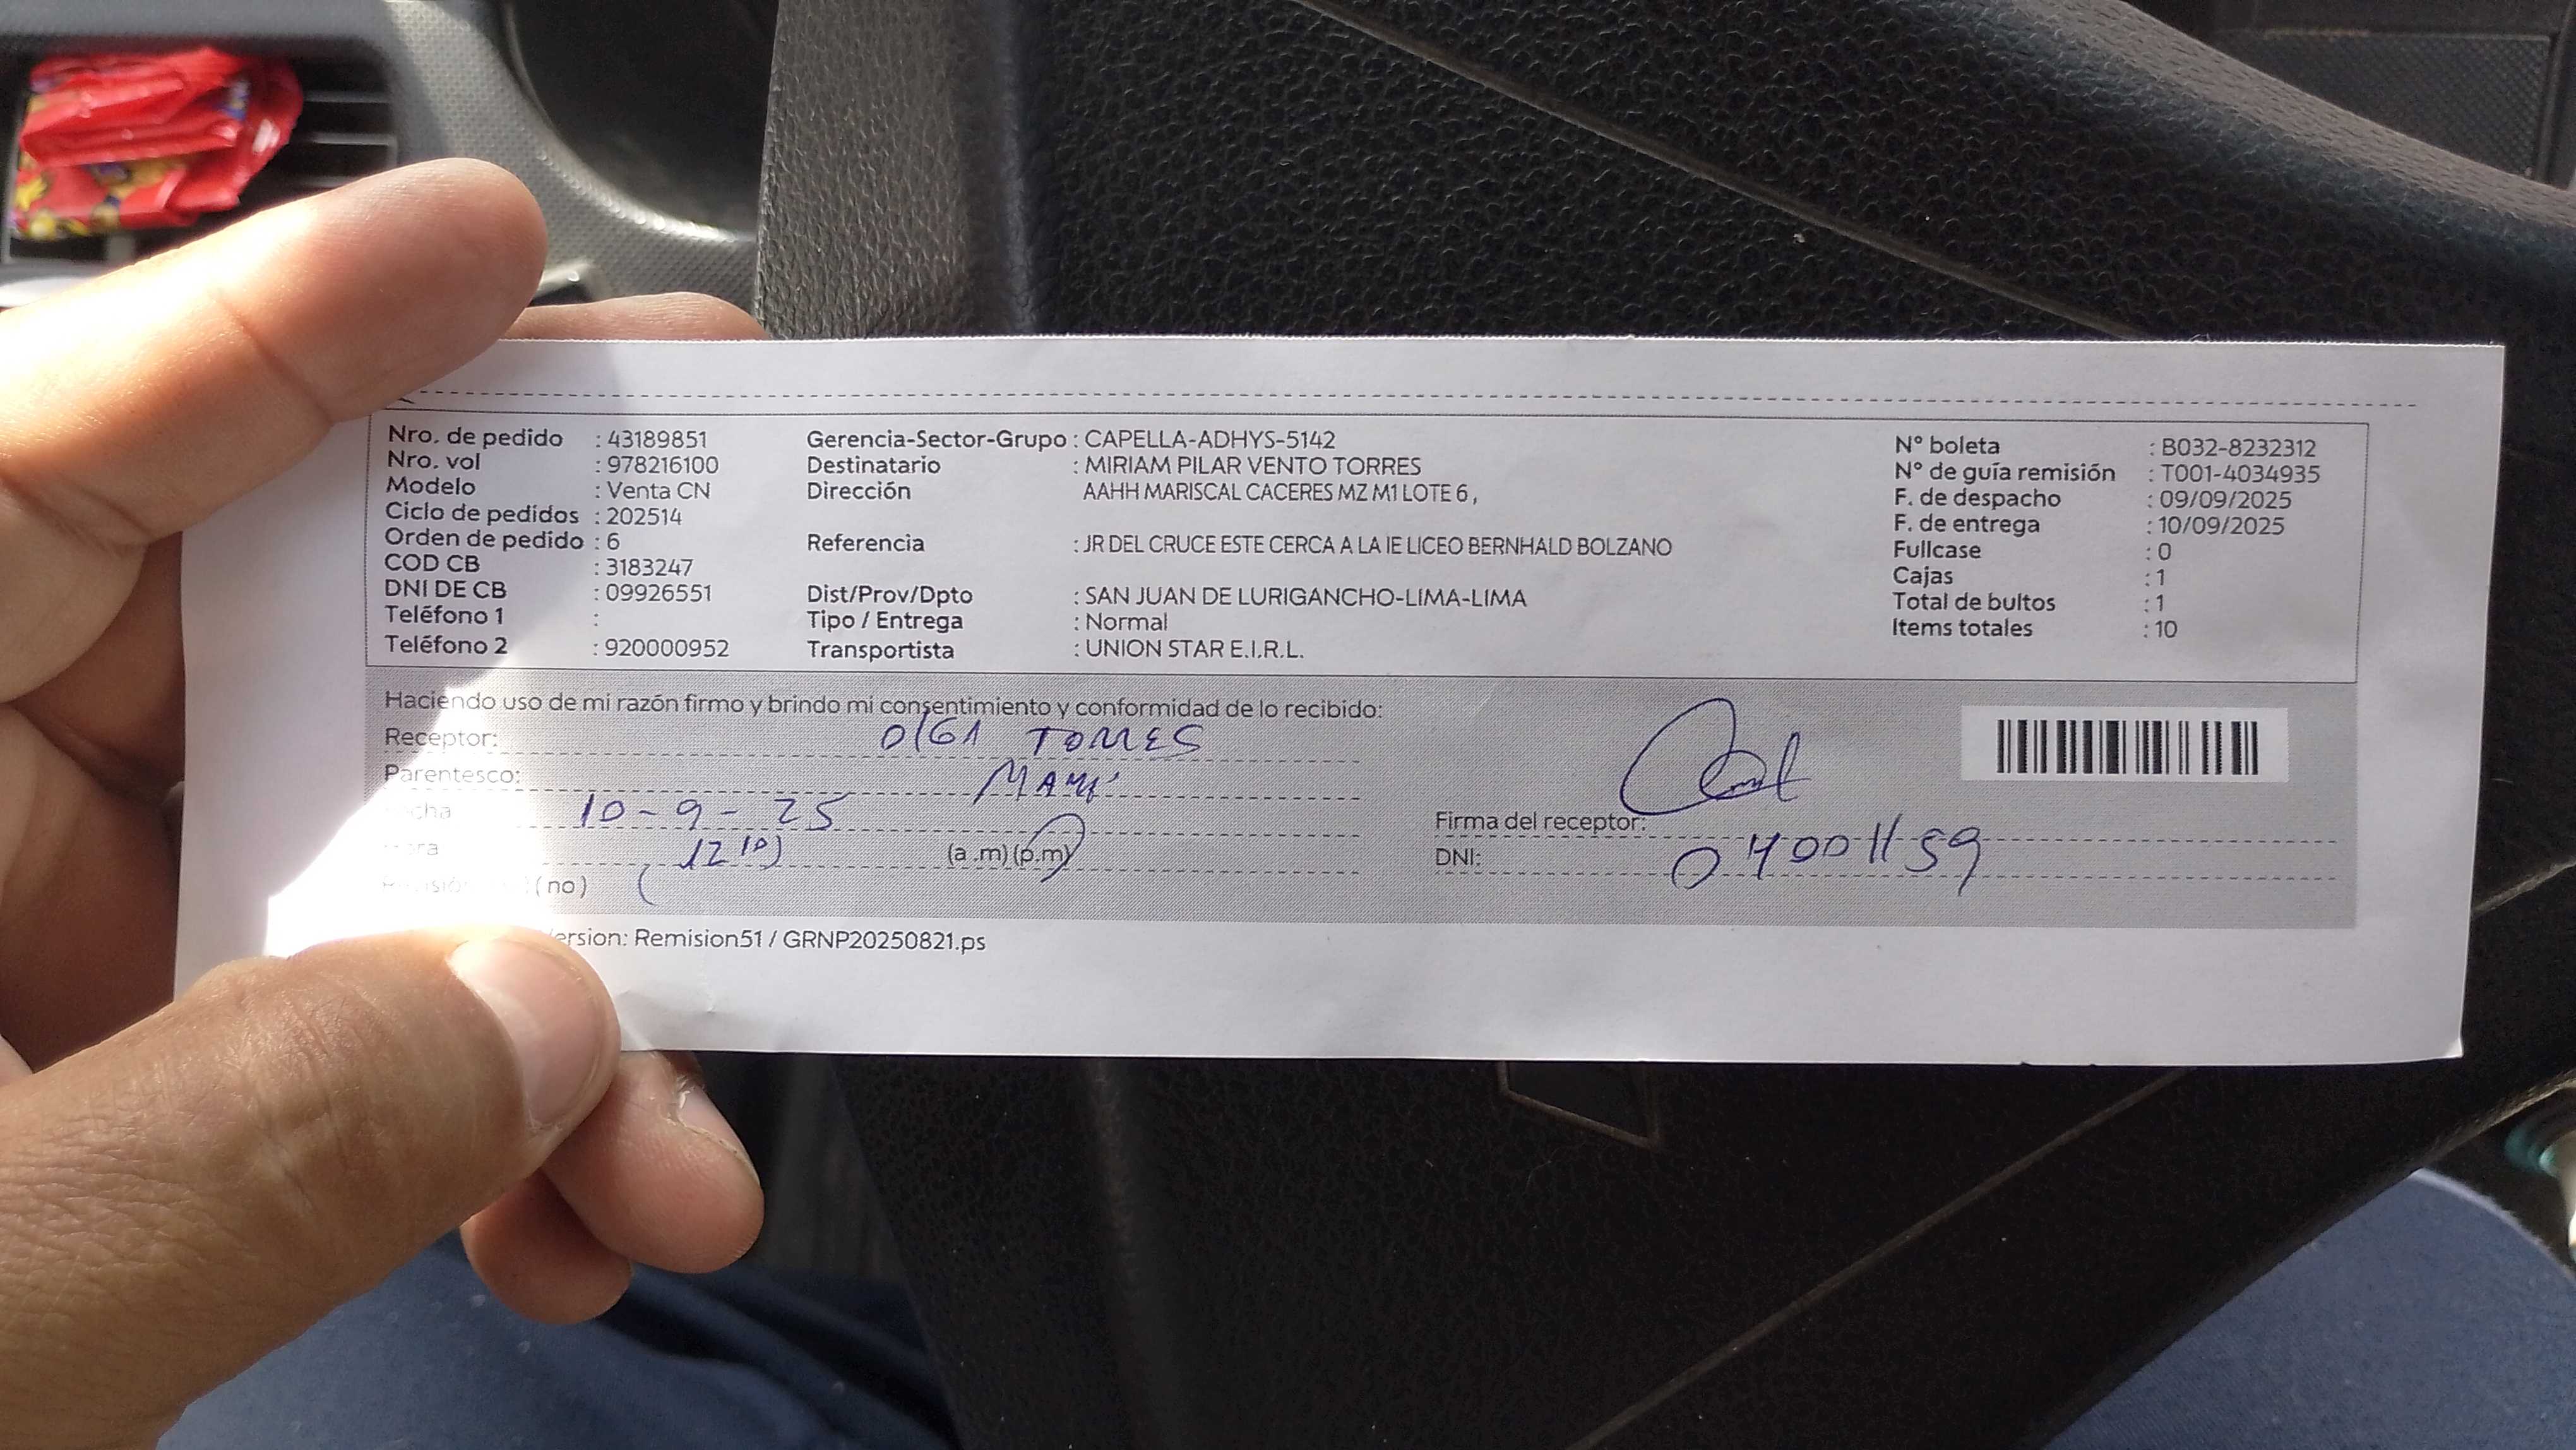 Nro. de pedido : 43189851
Nro. vol : 978216100
Modelo : Venta CN
Ciclo de pedidos : 202514
Orden de pedido : 6
COD CB : 3183247
DNI DE CB : 09926551
Teléfono 1 :
Teléfono 2 : 920000952
Gerencia-Sector-Grupo : CAPELLA-ADHYS-5142
Destinatario : MIRIAM PILAR VENTO TORRES
Dirección AAHH MARISCAL CACERES MZ M1 LOTE 6 ,
Referencia : JR DEL CRUCE ESTE CERCA A LA IE LICEO BERNHALD BOLZANO
Dist/Prov/Dpto : SAN JUAN DE LURIGANCHO-LIMA-LIMA
Tipo / Entrega : Normal
Transportista : UNION STAR E.I.R.L.
N° boleta : B032-8232312
N° de guía remisión : T001-4034935
F. de despacho : 09/09/2025
F. de entrega : 10/09/2025
Fullcase : 0
Cajas : 1
Total de bultos : 1
Items totales : 10
Haciendo uso de mi razón firmo y brindo mi consentimiento y conformidad de lo recibido:
Receptor: OlGA TORRES
Parentesco: MAMÁ
10-9-25
(a .m) (p.m)
(no)
Firma del receptor:
DNI:
Remision51 / GRNP20250821.ps